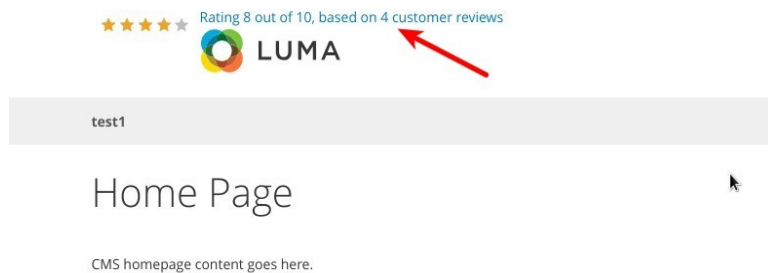 Rating 8 out of 10, based on 4 customer reviews
LUMA
test1
Home Page
CMS homepage content goes here.